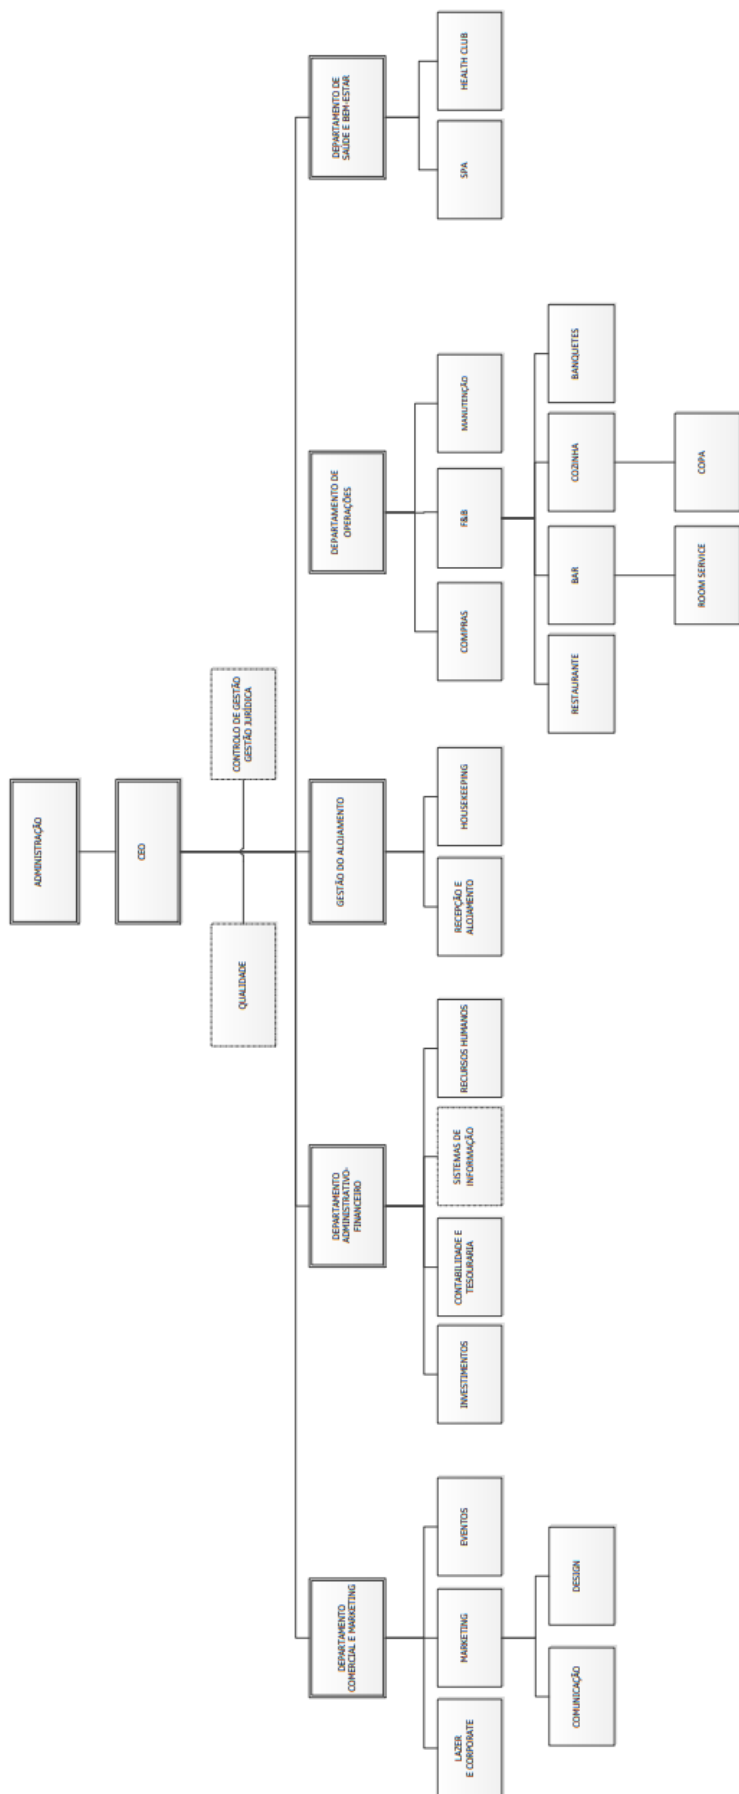 ADMINISTRAÇÃO
CEO
QUALIDADE
CONTROLO DE GESTÃO
GESTÃO JURÍDICA
DEPARTAMENTO
COMERCIAL E MARKETING
DEPARTAMENTO
ADMINISTRATIVO-
FINANCEIRO
GESTÃO DO ALOJAMENTO
DEPARTAMENTO DE
OPERAÇÕES
DEPARTAMENTO DE
SAÚDE E BEM-ESTAR
LAZER
E CORPORATE
MARKETING
EVENTOS
INVESTIMENTOS
CONTABILIDADE E
TESOURARIA
SISTEMAS DE
INFORMAÇÃO
RECURSOS HUMANOS
RECEPÇÃO E
ALOJAMENTO
HOUSEKEEPING
COMPRAS
F&B
MANUTENÇÃO
SPA
HEALTH CLUB
COMUNICAÇÃO
DESIGN
RESTAURANTE
BAR
COZINHA
BANQUETES
ROOM SERVICE
COPA